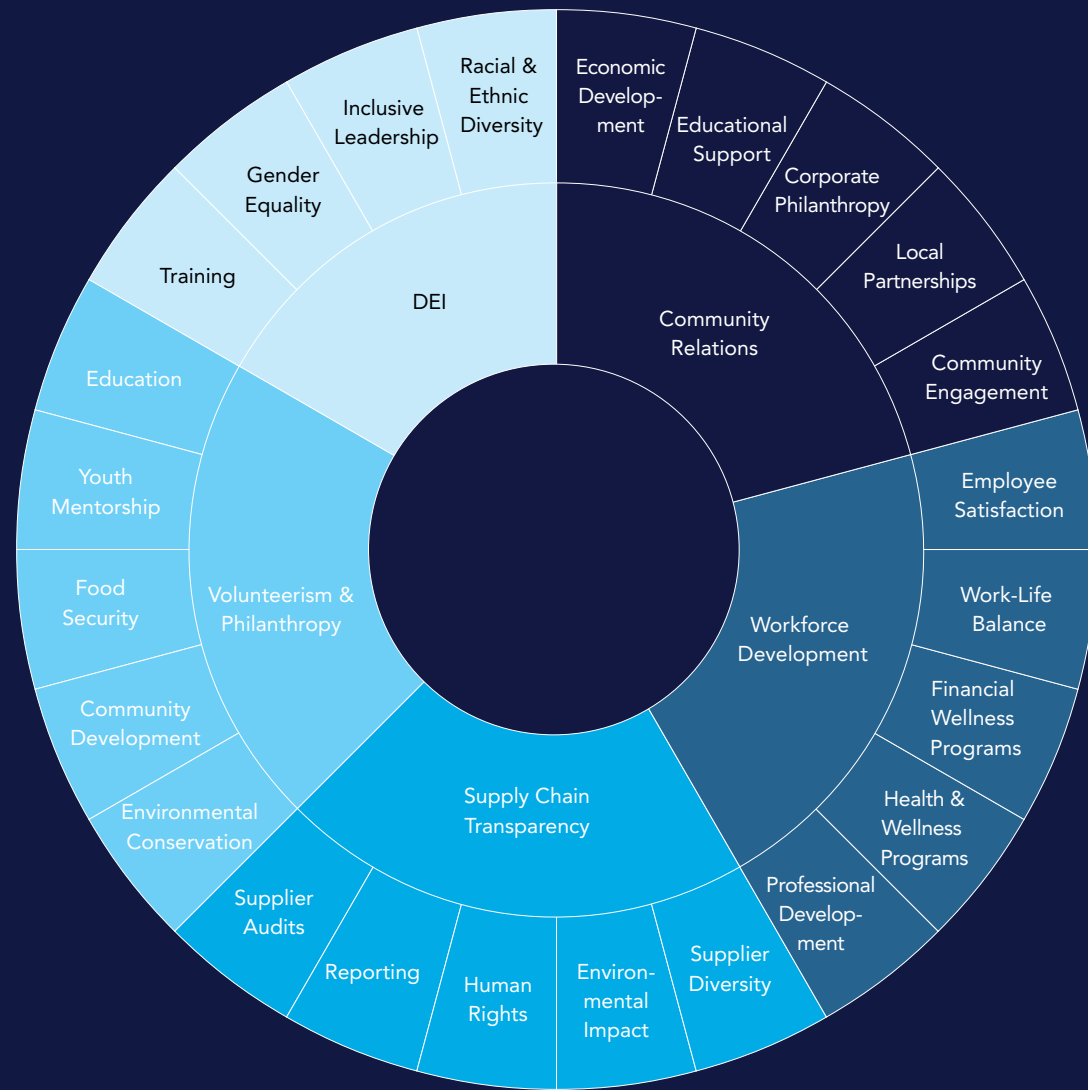 Racial &
Ethnic
Diversity
Economic
Develop-
ment
Inclusive
Leadership
Educational
Support
Gender
Equality
Corporate
Philanthropy
Training
Local
Partnerships
DEI
Community
Relations
Education
Community
Engagement
Youth
Mentorship
Employee
Satisfaction
Food
Security
Volunteerism &
Philanthropy
Work-Life
Balance
Workforce
Development
Community
Development
Financial
Wellness
Programs
Environmental
Conservation
Supply Chain
Transparency
Health &
Wellness
Programs
Supplier
Audits
Professional
Develop-
ment
Reporting
Human
Rights
Environ-
mental
Impact
Supplier
Diversity